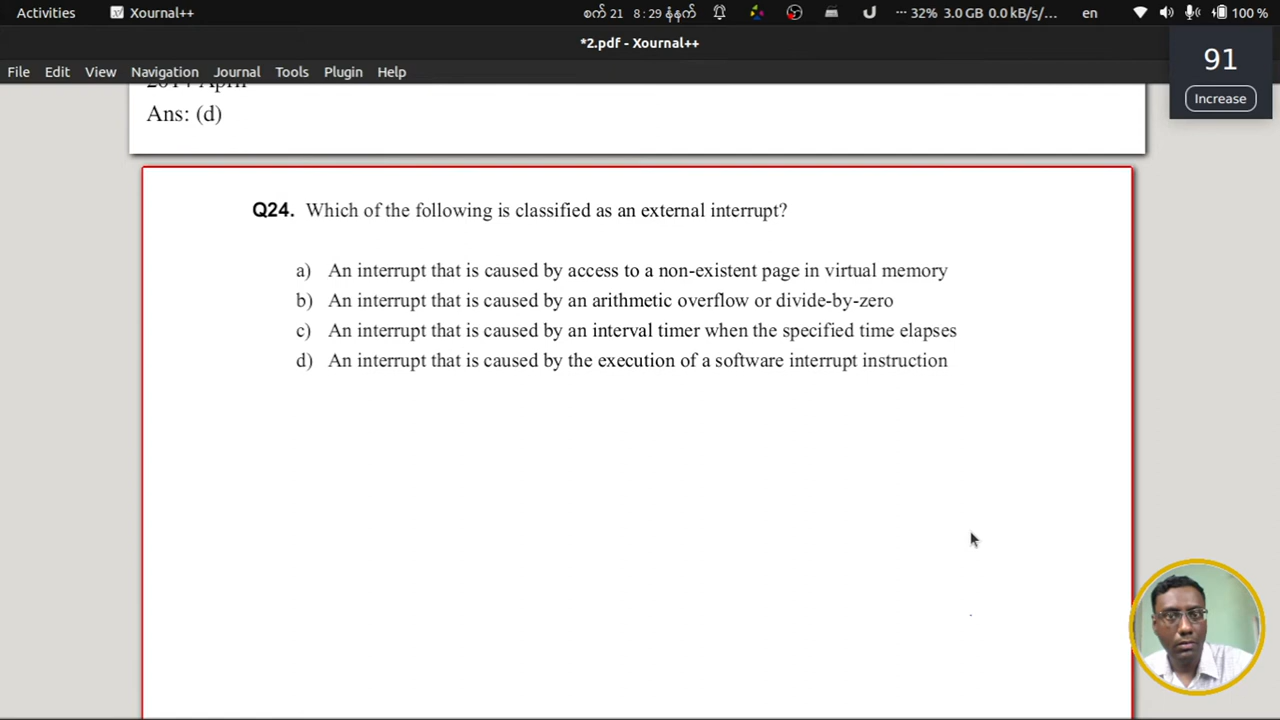 Activities Xournal++ စက် 21 8 : 29 နံနက် ··· 32% 3.0 GB 0.0 kB/s/... en 100 %
*2.pdf - Xournal++
91
Increase
File Edit View Navigation Journal Tools Plugin Help
April
Ans: (d)
Q24. Which of the following is classified as an external interrupt?
a) An interrupt that is caused by access to a non-existent page in virtual memory
b) An interrupt that is caused by an arithmetic overflow or divide-by-zero
c) An interrupt that is caused by an interval timer when the specified time elapses
d) An interrupt that is caused by the execution of a software interrupt instruction